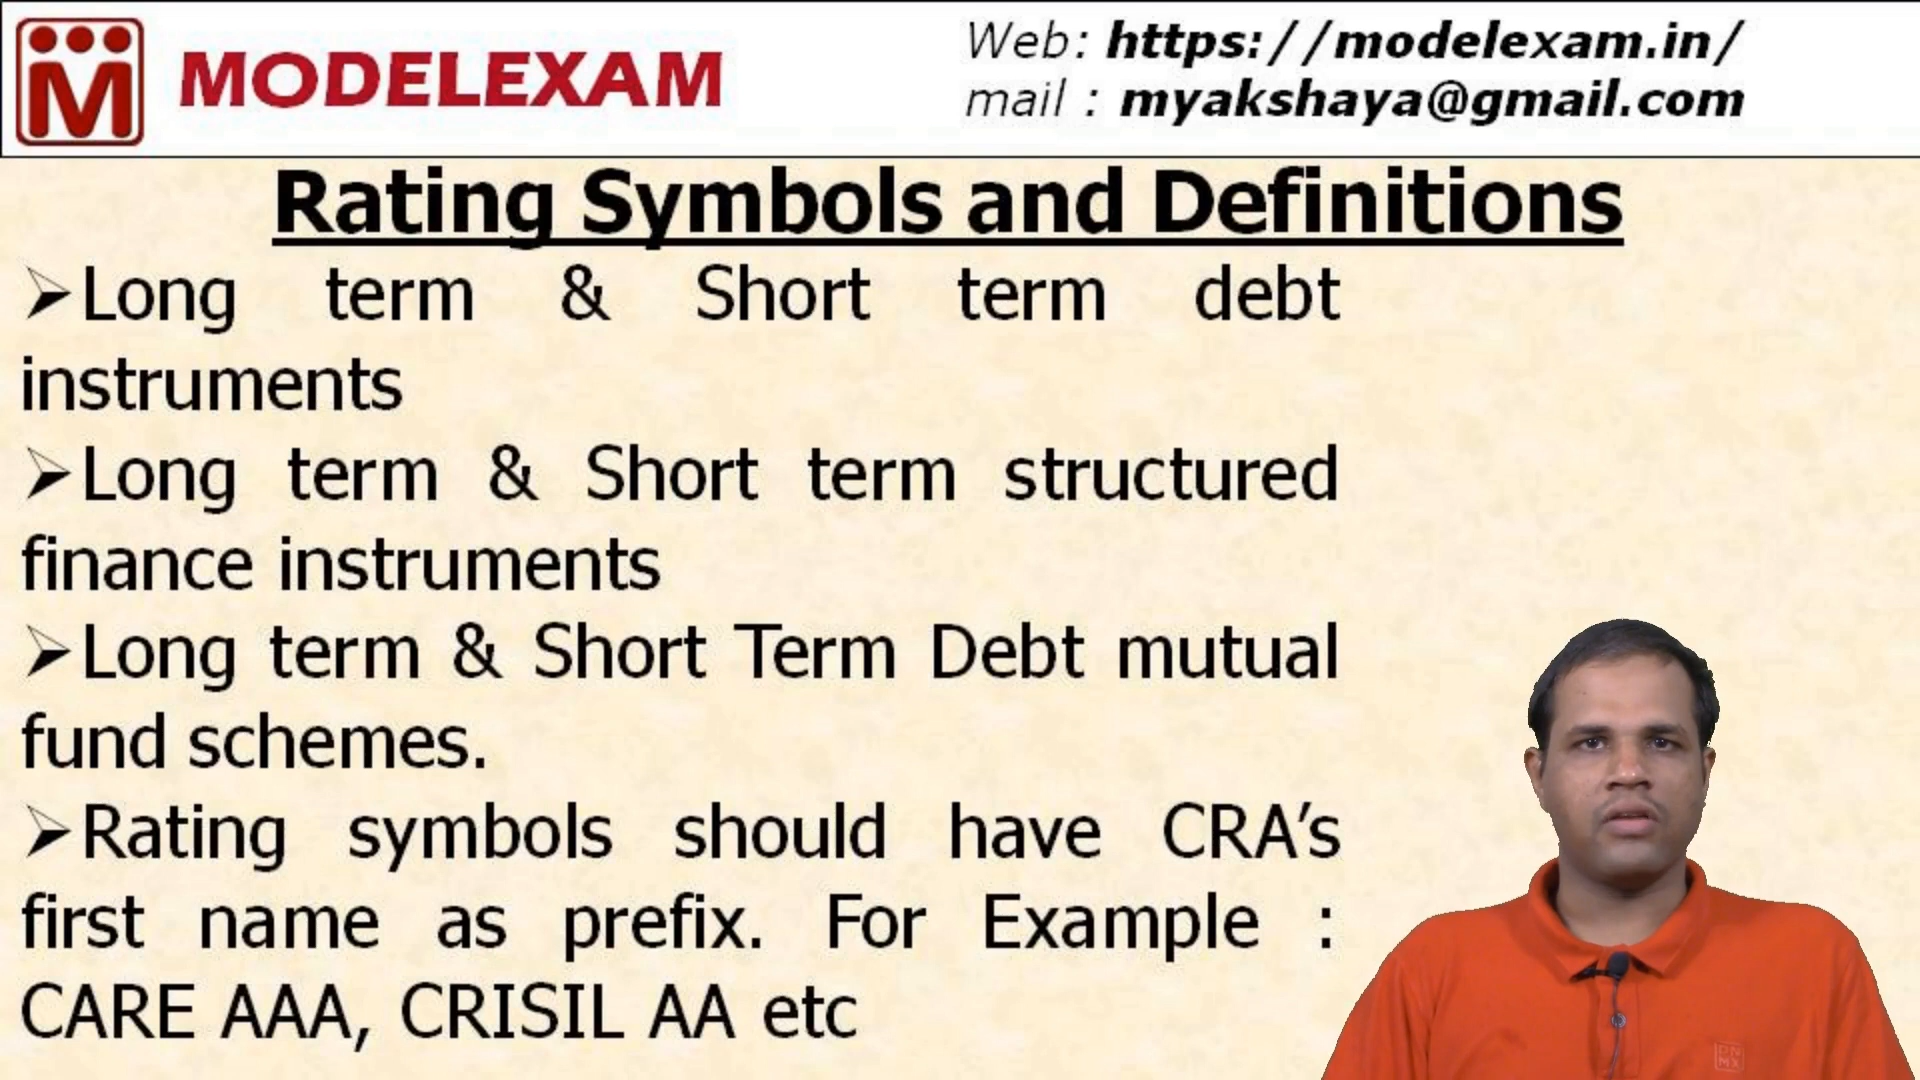 MODELEXAM
Web: https://modelexam.in/
mail : myakshaya@gmail.com
Rating Symbols and Definitions
➢Long term & Short term debt
instruments
➢Long term & Short term structured
finance instruments
➢Long term & Short Term Debt mutual
fund schemes.
➢Rating symbols should have CRA’s
first name as prefix. For Example :
CARE AAA, CRISIL AA etc